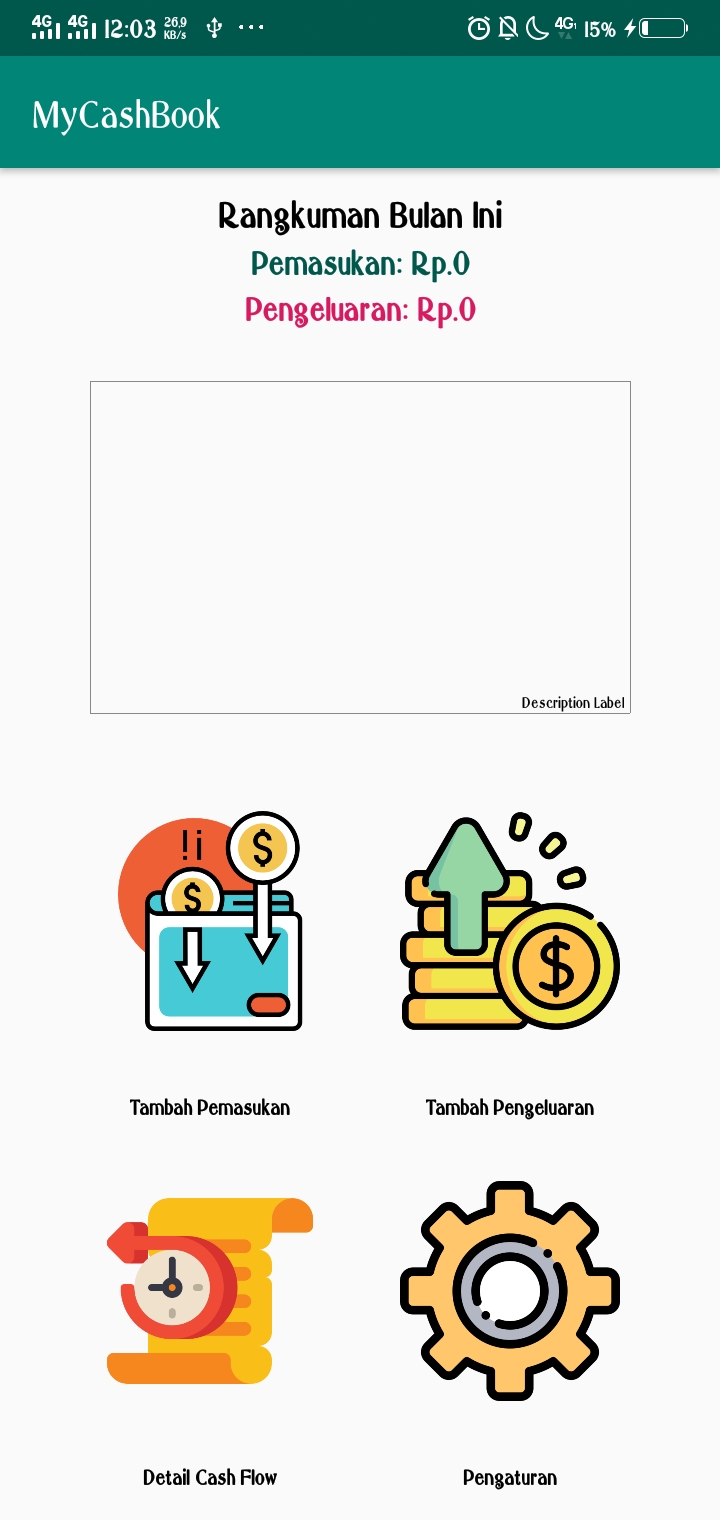 4G 4G 12:03 26.9 KB/s ... 4G 15%
MyCashBook
Rangkuman Bulan Ini
Pemasukan: Rp.0
Pengeluaran: Rp.0
Description Label
!i $ $
$
Tambah Pemasukan
Tambah Pengeluaran
Detail Cash Flow
Pengaturan